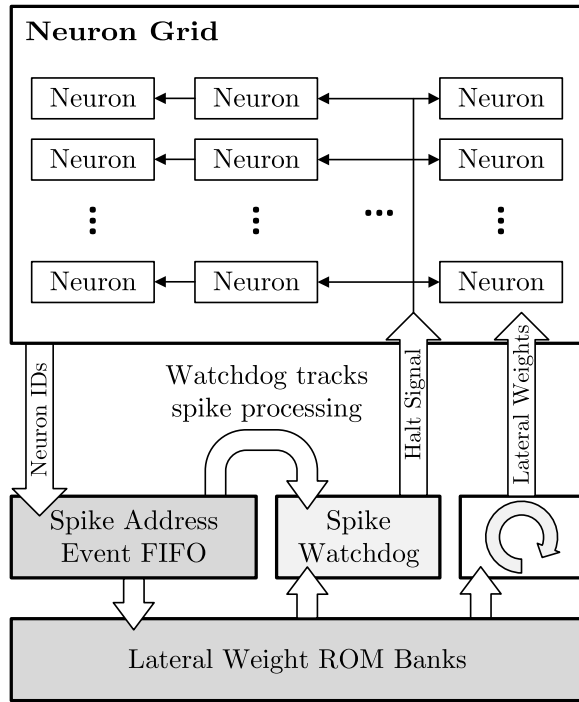 Neuron Grid
Neuron Neuron Neuron
Neuron Neuron Neuron
Neuron Neuron Neuron
Neuron IDs
Watchdog tracks
spike processing
Halt Signal
Lateral Weights
Spike Address
Event FIFO
Spike
Watchdog
Lateral Weight ROM Banks